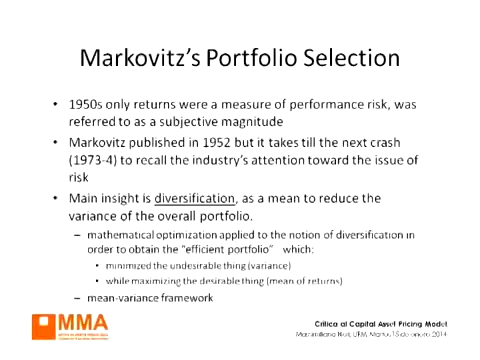 Markovitz's Portfolio Selection
• 1950s only returns were a measure of performance risk, was
referred to as a subjective magnitude
• Markovitz published in 1952 but it takes till the next crash
(1973-4) to recall the industry's attention toward the issue of
risk
• Main insight is diversification, as a mean to reduce the
variance of the overall portfolio.
– mathematical optimization applied to the notion of diversification in
order to obtain the "efficient portfolio" which:
• minimized the undesirable thing (variance)
• while maximizing the desirable thing (mean of returns)
– mean-variance framework
MMA
Critica al Capital Asset Pricing Model
UFM, Martes 15 de enero 2014